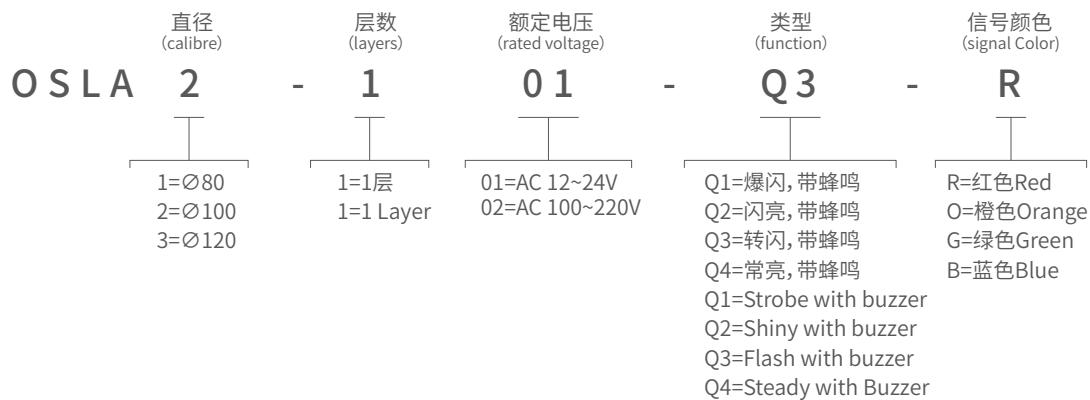 直径 层数 额定电压 类型 信号颜色
(calibre) (layers) (rated voltage) (function) (signal Color)
OSLA 2 - 1 01 - Q3 - R
1=∅80
2=∅100
3=∅120
1=1层
1=1 Layer
01=AC 12~24V
02=AC 100~220V
Q1=爆闪,带蜂鸣
Q2=闪亮,带蜂鸣
Q3=转闪,带蜂鸣
Q4=常亮,带蜂鸣
Q1=Strobe with buzzer
Q2=Shiny with buzzer
Q3=Flash with buzzer
Q4=Steady with Buzzer
R=红色Red
O=橙色Orange
G=绿色Green
B=蓝色Blue